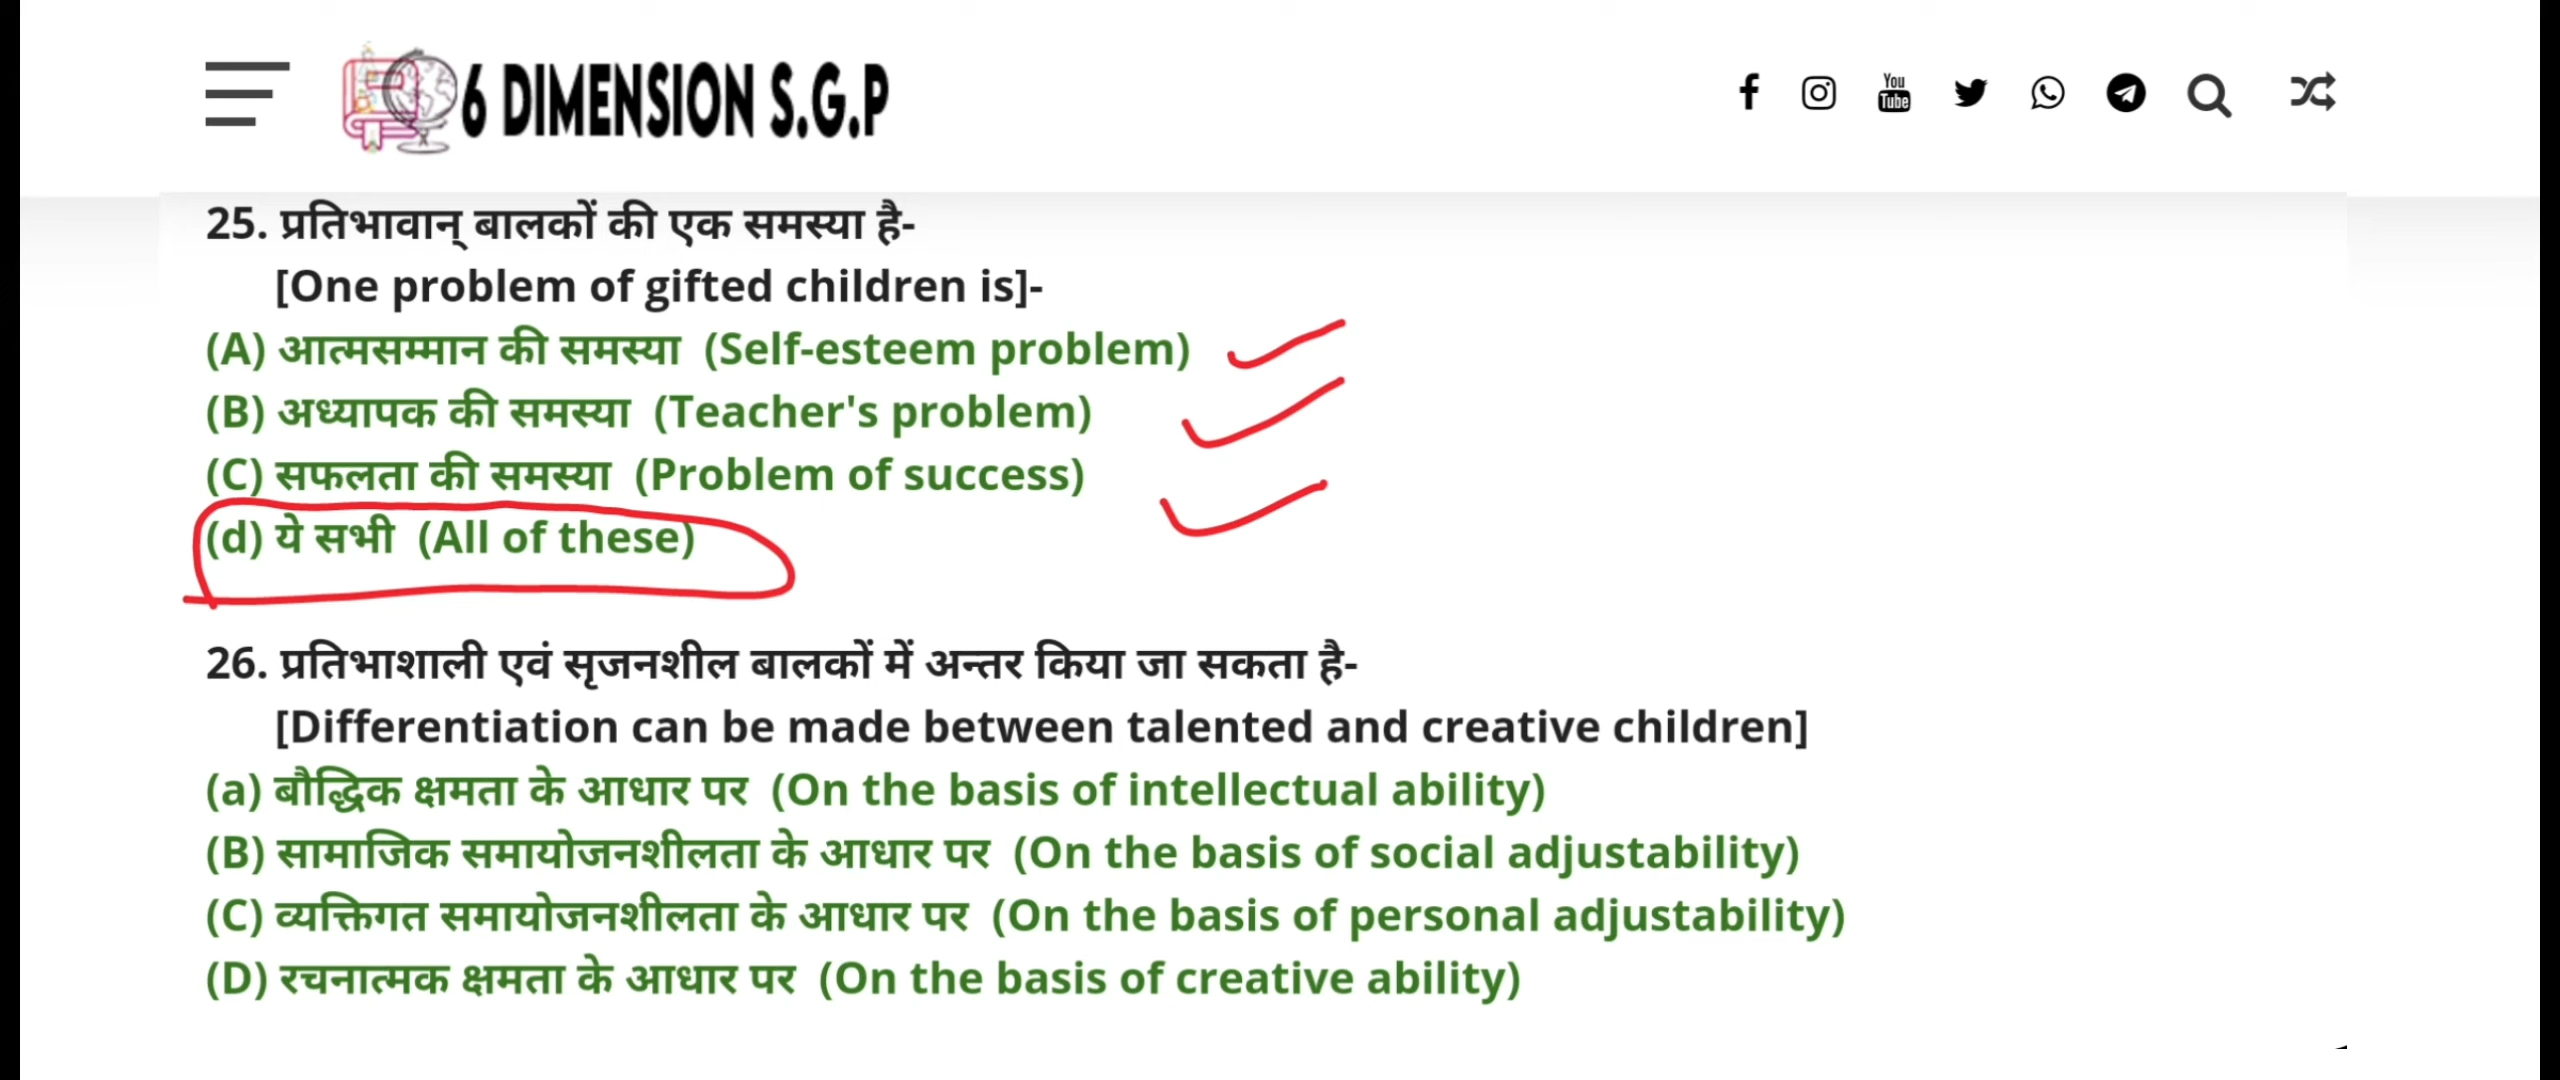 6 DIMENSION S.G.P
You
Tube
25. प्रतिभावान् बालकों की एक समस्या है-
[One problem of gifted children is]-
(A) आत्मसम्मान की समस्या (Self-esteem problem)
(B) अध्यापक की समस्या (Teacher's problem)
(C) सफलता की समस्या (Problem of success)
(d) ये सभी (All of these)
26. प्रतिभाशाली एवं सृजनशील बालकों में अन्तर किया जा सकता है-
[Differentiation can be made between talented and creative children]
(a) बौद्धिक क्षमता के आधार पर (On the basis of intellectual ability)
(B) सामाजिक समायोजनशीलता के आधार पर (On the basis of social adjustability)
(C) व्यक्तिगत समायोजनशीलता के आधार पर (On the basis of personal adjustability)
(D) रचनात्मक क्षमता के आधार पर (On the basis of creative ability)